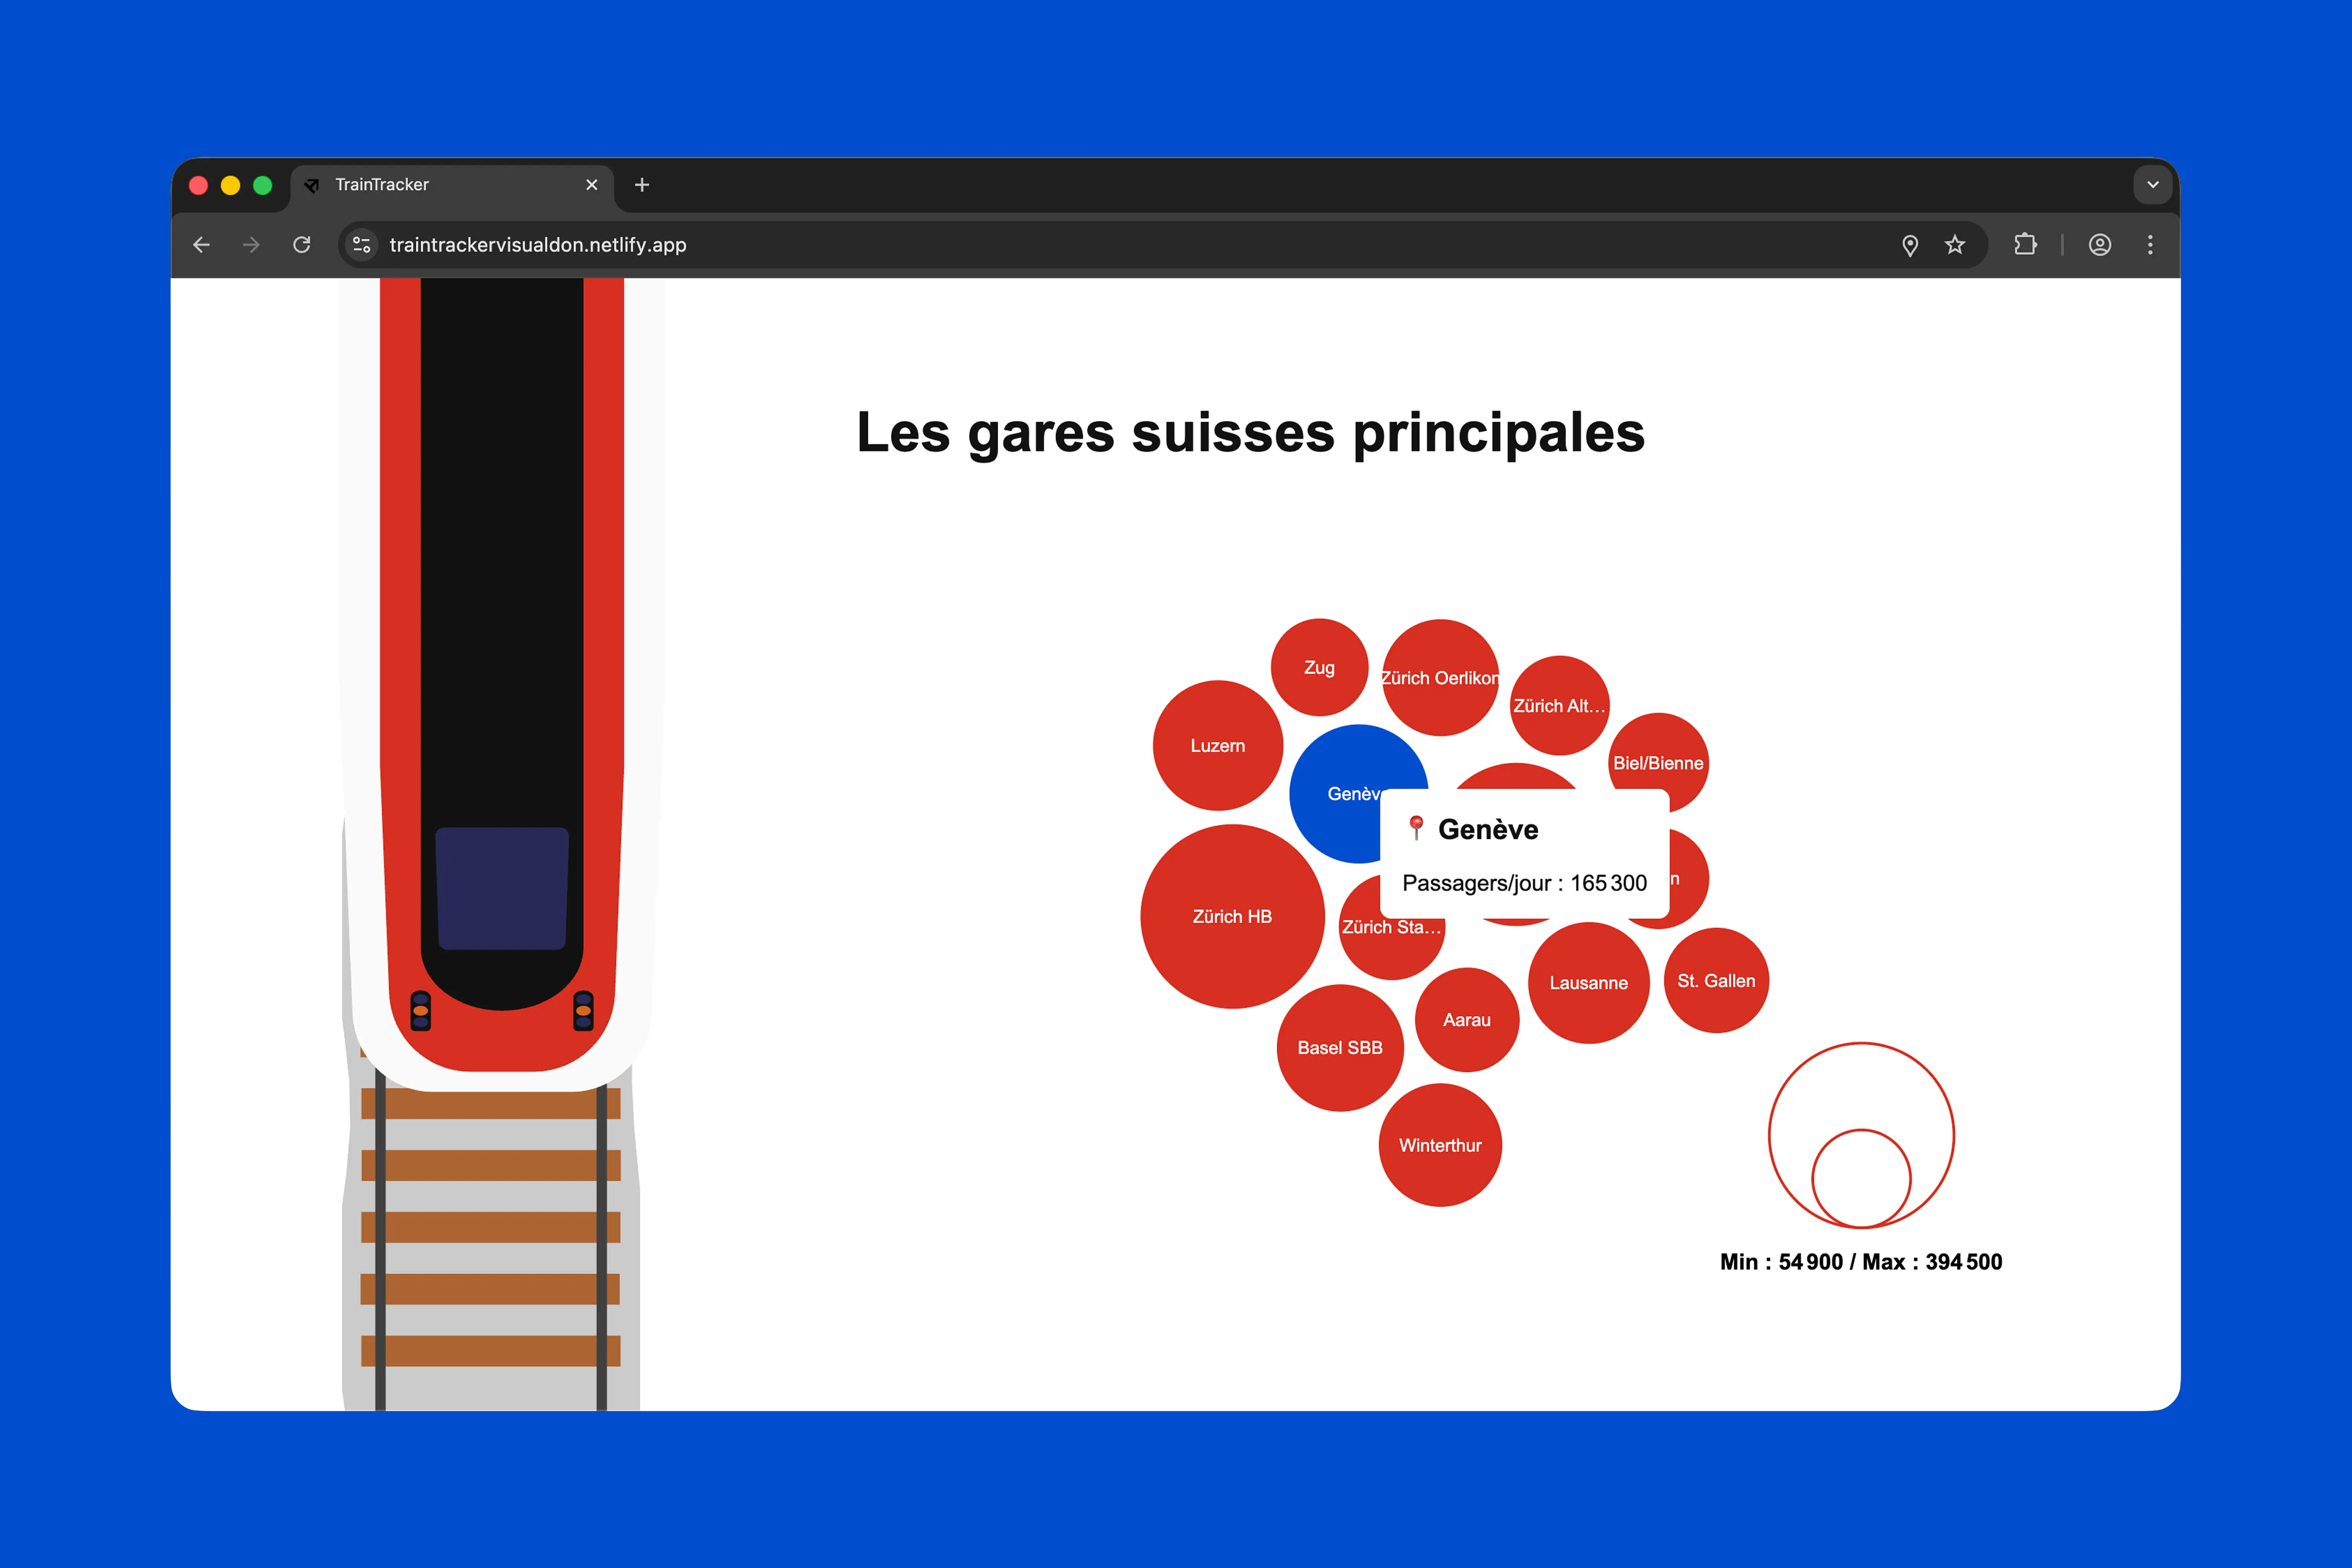 TrainTracker
traintrackervisualdon.netlify.app
Les gares suisses principales
Zug
Zürich Oerlikon
Zürich Alt...
Luzern
Biel/Bienne
Genèv
Genève
Passagers/jour : 165 300
n
Zürich HB
Zürich Sta...
Lausanne
St. Gallen
Aarau
Basel SBB
Winterthur
Min : 54 900 / Max : 394 500